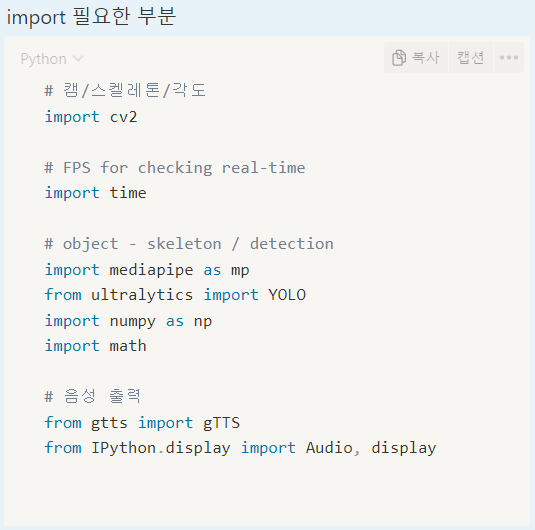 import 필요한 부분
Python
복사 캡션
# 캠/스켈레톤/각도
import cv2
# FPS for checking real-time
import time
# object - skeleton / detection
import mediapipe as mp
from ultralytics import YOLO
import numpy as np
import math
# 음성 출력
from gtts import gTTS
from IPython.display import Audio, display